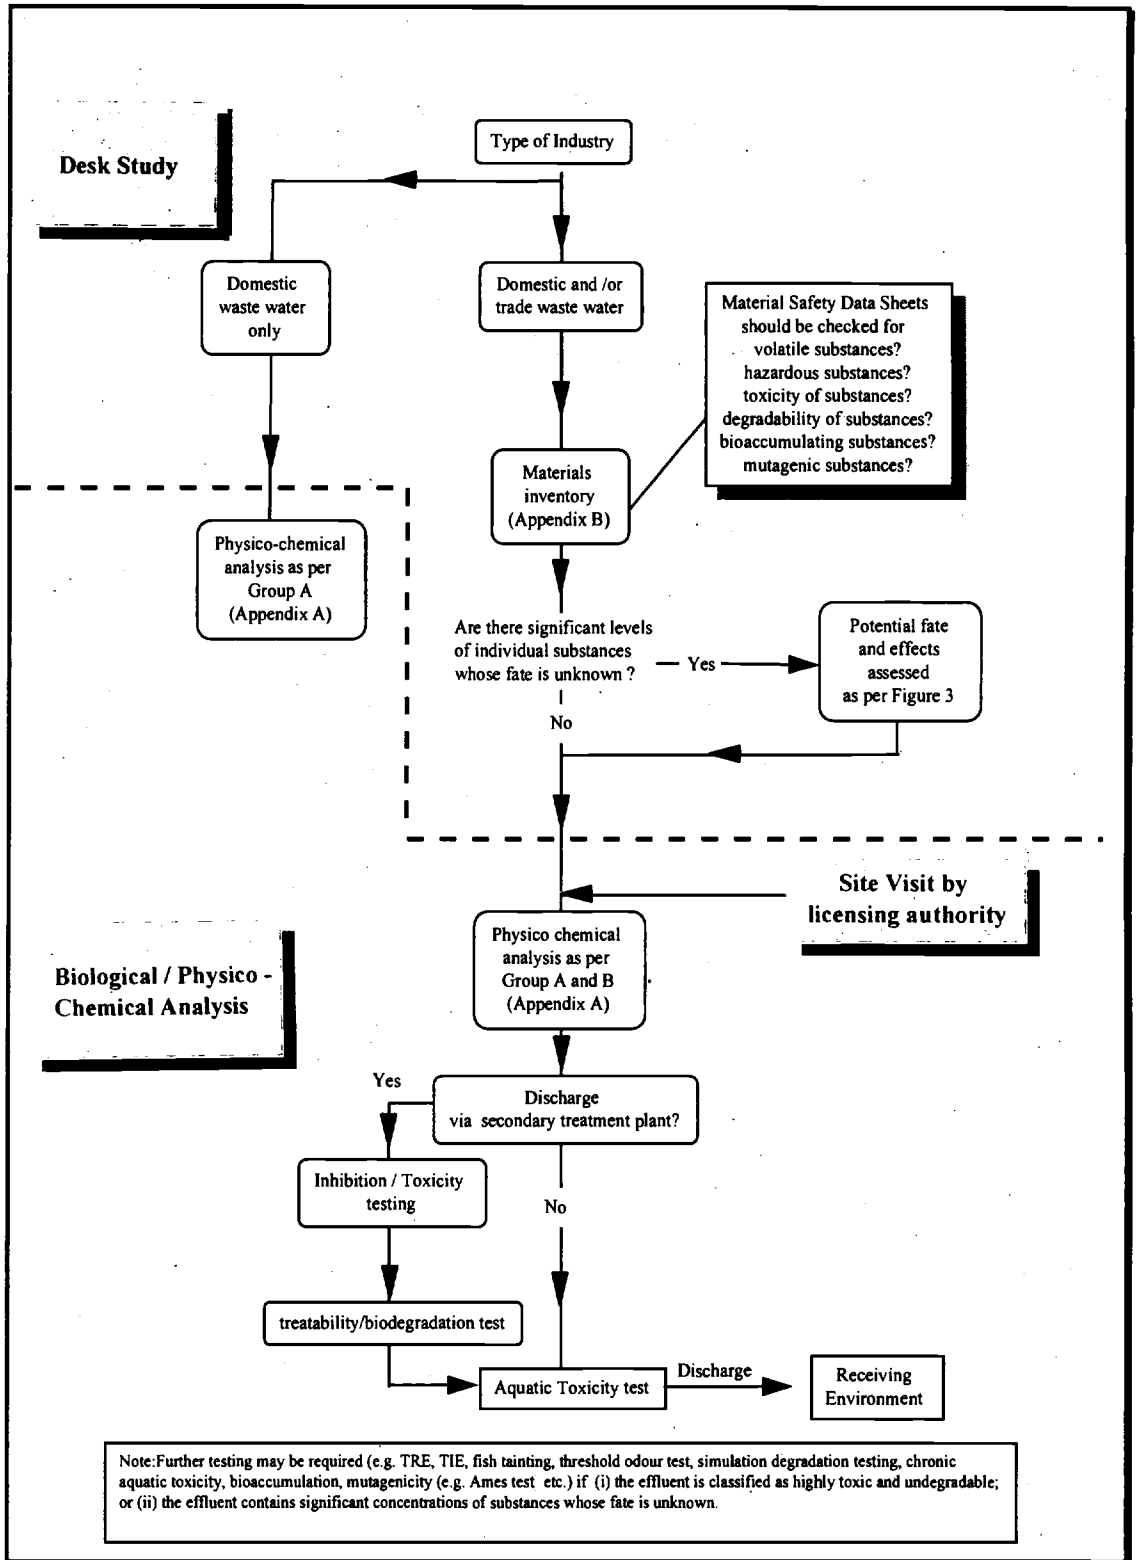 Desk Study
Type of Industry
Domestic
waste water
only
Domestic and /or
trade waste water
Material Safety Data Sheets
should be checked for
volatile substances?
hazardous substances?
toxicity of substances?
degradability of substances?
bioaccumulating substances?
mutagenic substances?
Materials
inventory
(Appendix B)
Physico-chemical
analysis as per
Group A
(Appendix A)
Are there significant levels
of individual substances
whose fate is unknown ?
Yes
Potential fate
and effects
assessed
as per Figure 3
No
Site Visit by
licensing authority
Physico chemical
analysis as per
Group A and B
(Appendix A)
Biological / Physico -
Chemical Analysis
Yes
Discharge
via secondary treatment plant?
Inhibition / Toxicity
testing
No
treatability/biodegradation test
Aquatic Toxicity test
Discharge
Receiving
Environment
Note:Further testing may be required (e.g. TRE, TIE, fish tainting, threshold odour test, simulation degradation testing, chronic
aquatic toxicity, bioaccumulation, mutagenicity (e.g. Ames test etc.) if (i) the effluent is classified as highly toxic and undegradable;
or (ii) the effluent contains significant concentrations of substances whose fate is unknown.